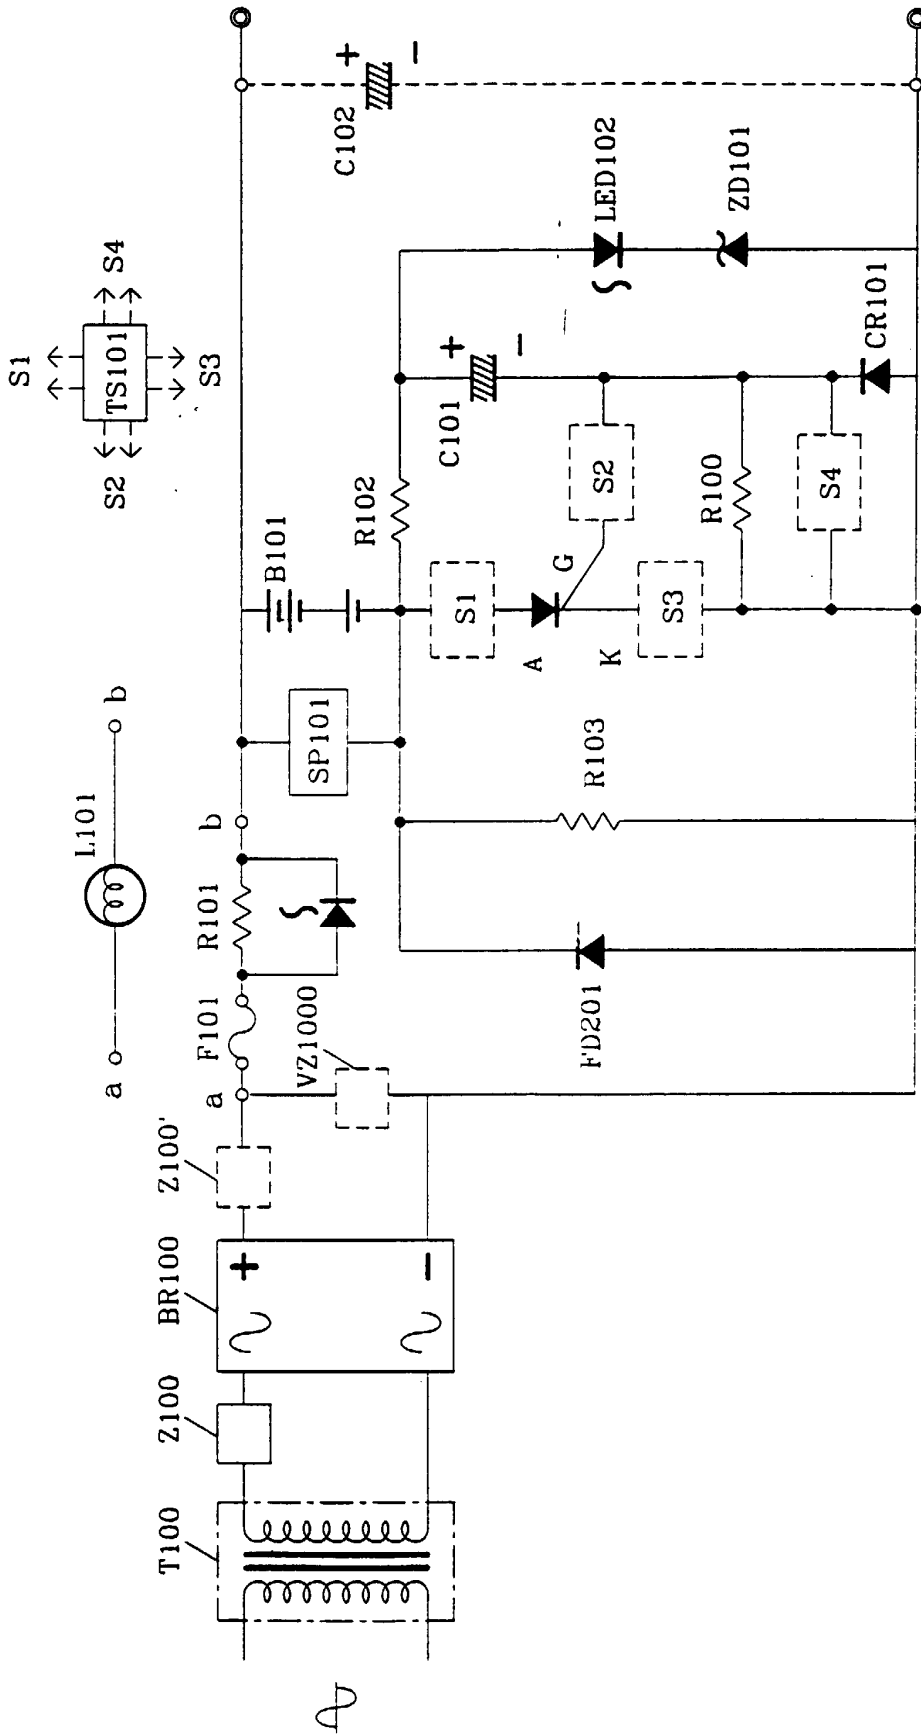 S1
S2
TS101
S4
S3
a
L101
b
T100
Z100
BR100
+
−
Z100'
a
VZ1000
F101
R101
b
SP101
B101
R102
C101
+
−
C102
+
−
S1
A
G
K
S2
S3
R100
S4
LED102
ZD101
CR101
FD201
R103